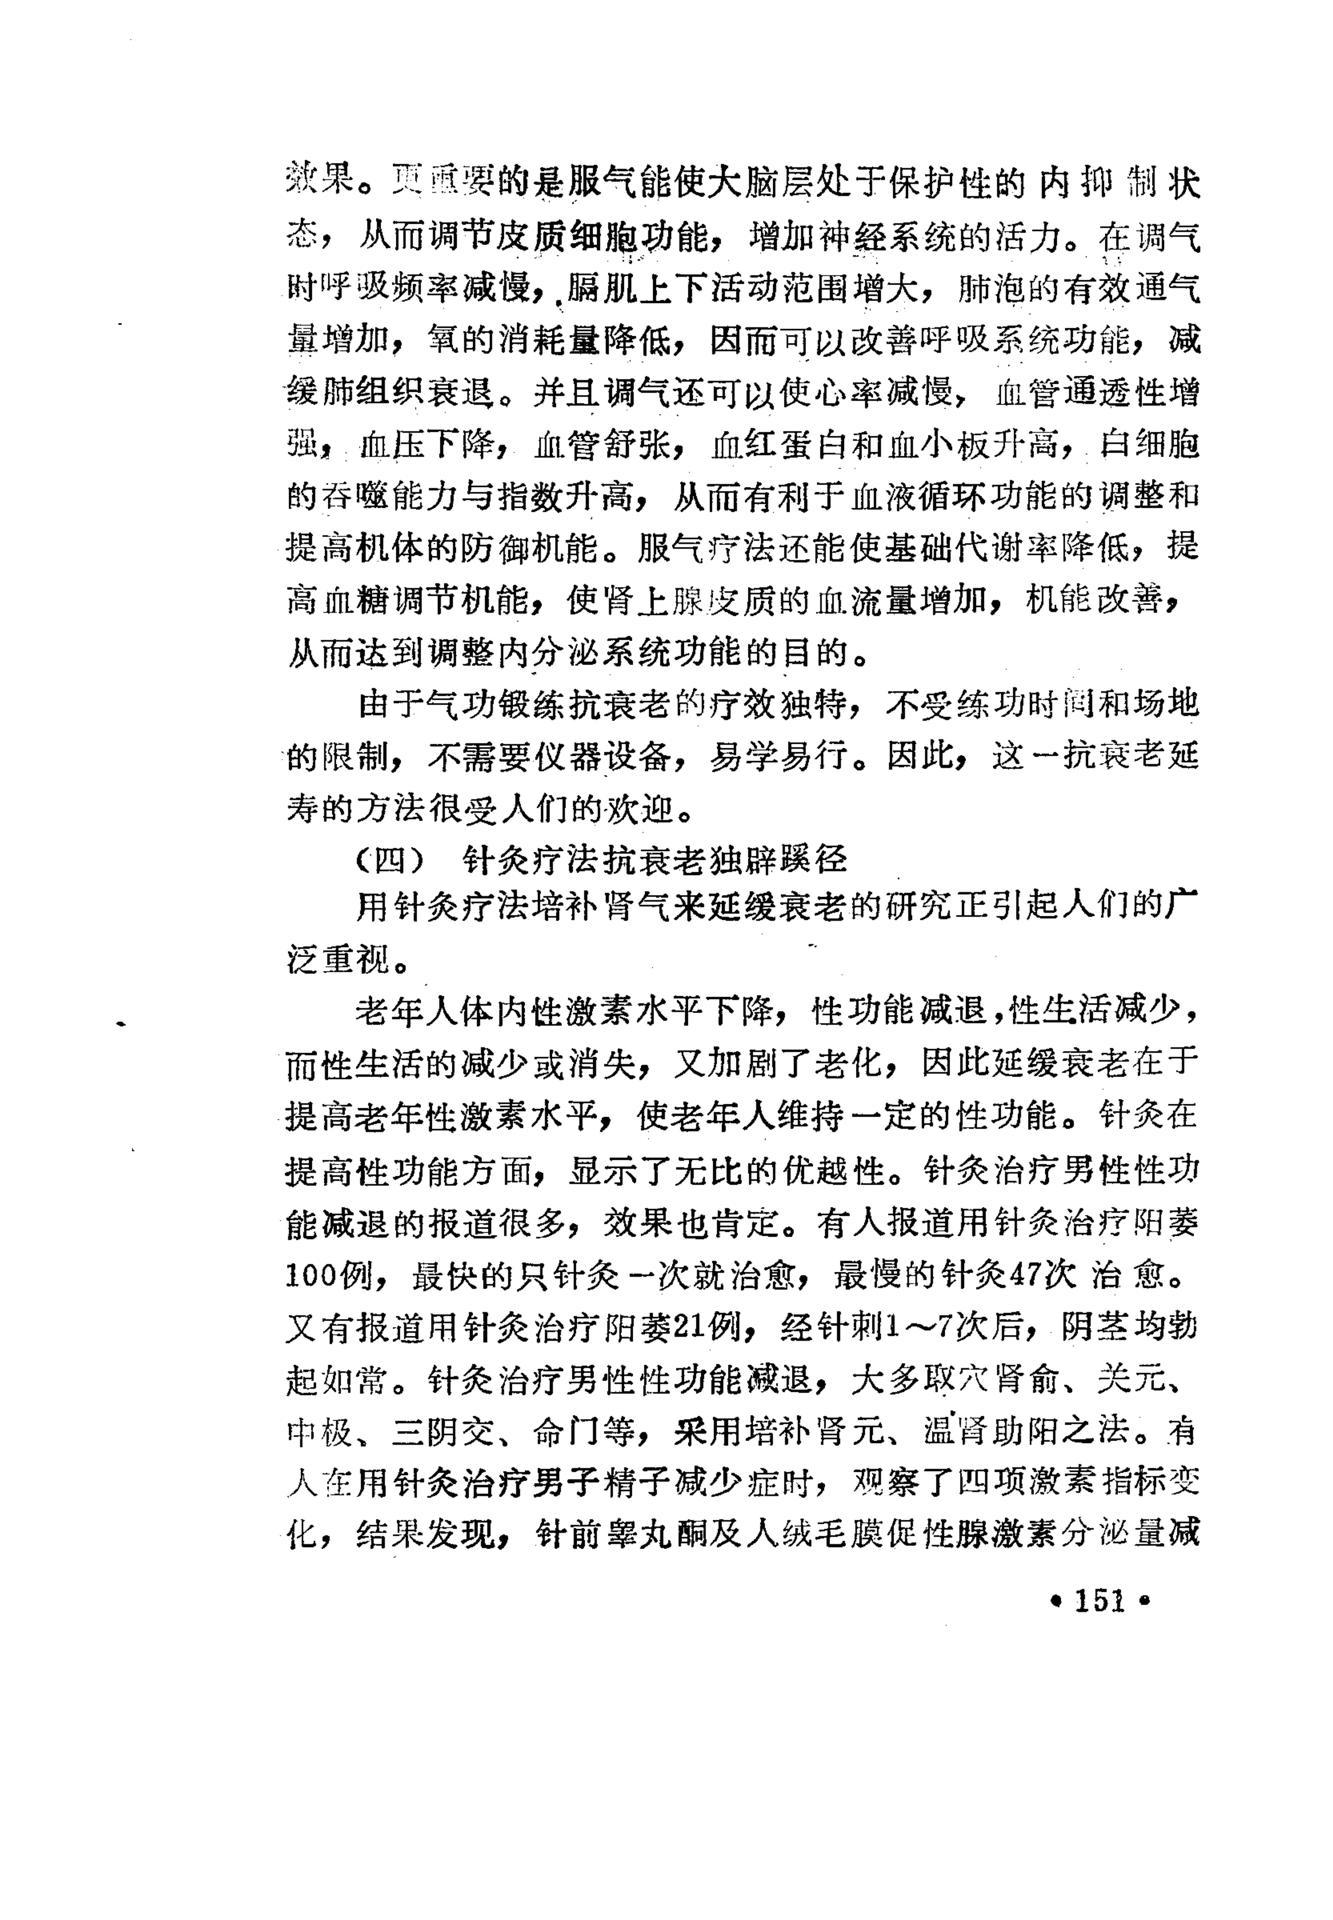 效果。更重要的是服气能使大脑层处于保护性的内抑制状
态，从而调节皮质细胞功能，增加神经系统的活力。在调气
时呼吸频率减慢，膈肌上下活动范围增大，肺泡的有效通气
量增加，氧的消耗量降低，因而可以改善呼吸系统功能，减
缓肺组织衰退。并且调气还可以使心率减慢，血管通透性增
强，血压下降，血管舒张，血红蛋白和血小板升高，白细胞
的吞噬能力与指数升高，从而有利于血液循环功能的调整和
提高机体的防御机能。服气疗法还能使基础代谢率降低，提
高血糖调节机能，使肾上腺皮质的血流量增加，机能改善，
从而达到调整内分泌系统功能的目的。
由于气功锻练抗衰老的疗效独特，不受练功时间和场地
的限制，不需要仪器设备，易学易行。因此，这一抗衰老延
寿的方法很受人们的欢迎。
（四） 针灸疗法抗衰老独辟蹊径
用针灸疗法培补肾气来延缓衰老的研究正引起人们的广
泛重视。
老年人体内性激素水平下降，性功能减退，性生活减少，
而性生活的减少或消失，又加剧了老化，因此延缓衰老在于
提高老年性激素水平，使老年人维持一定的性功能。针灸在
提高性功能方面，显示了无比的优越性。针灸治疗男性性功
能减退的报道很多，效果也肯定。有人报道用针灸治疗阳萎
100例，最快的只针灸一次就治愈，最慢的针灸47次治愈。
又有报道用针灸治疗阳萎21例，经针刺1～7次后，阴茎均勃
起如常。针灸治疗男性性功能减退，大多取穴肾俞、关元、
中极、三阴交、命门等，采用培补肾元、温肾助阳之法。有
人在用针灸治疗男子精子减少症时，观察了四项激素指标变
化，结果发现，针前睾丸酮及人绒毛膜促性腺激素分泌量减
•151•